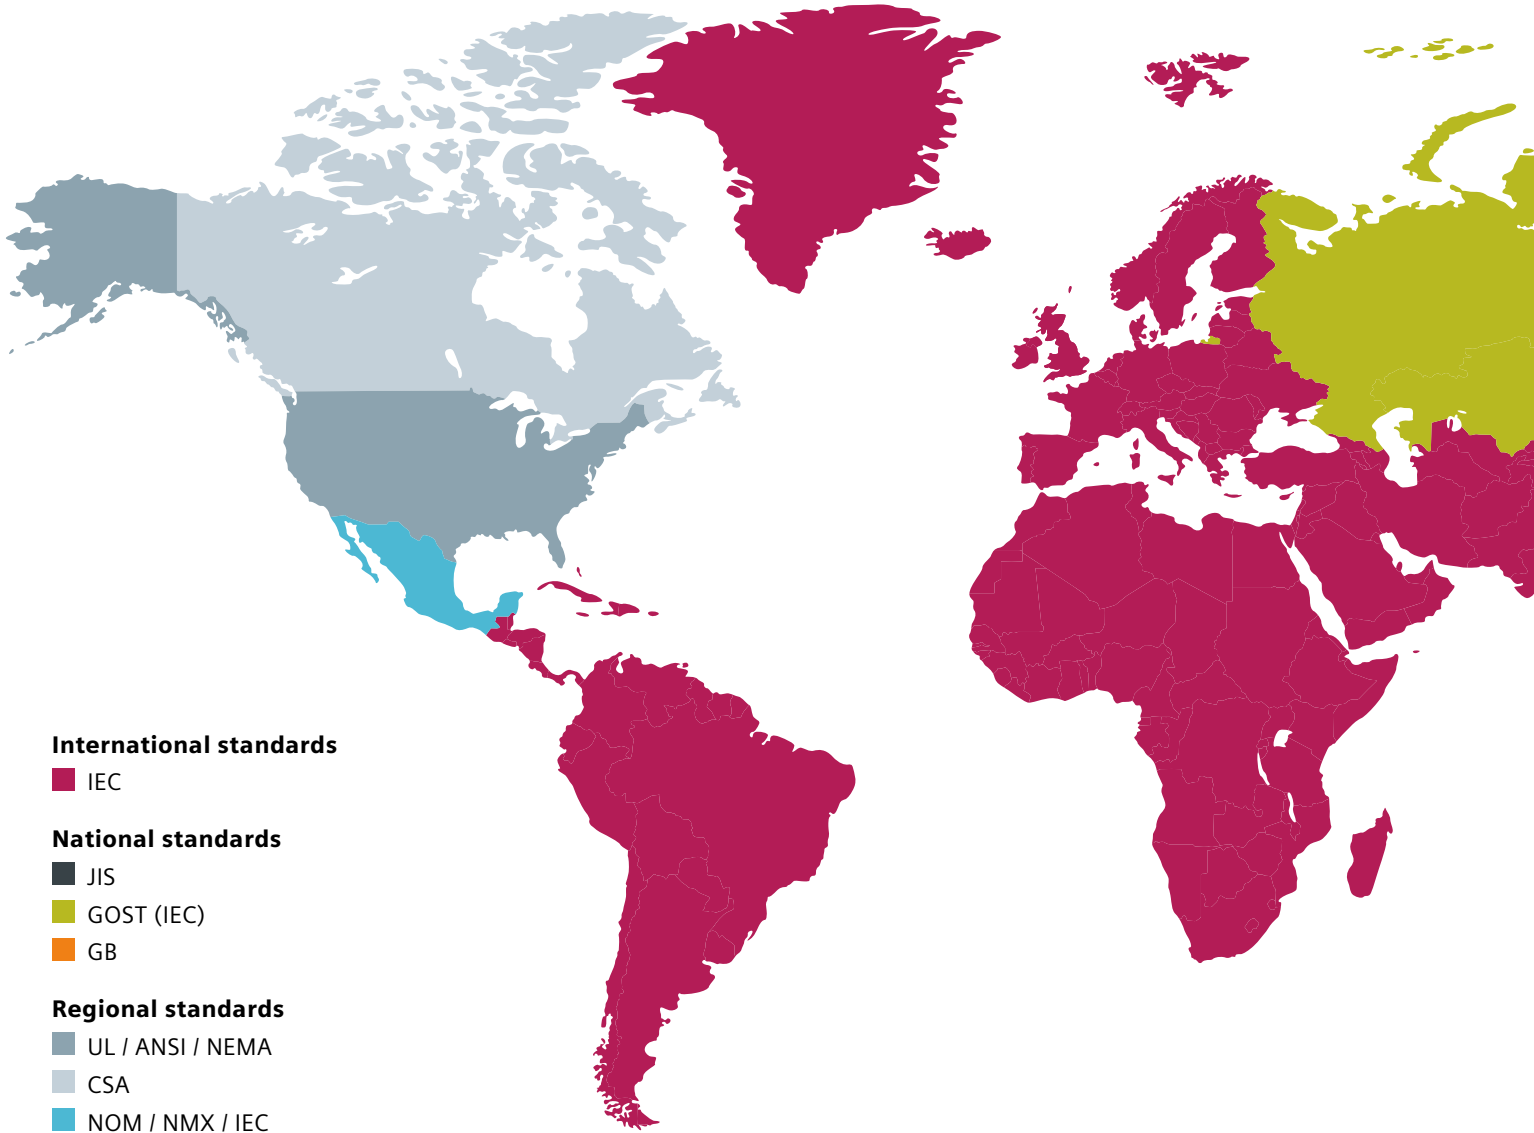 International standards
IEC
National standards
JIS
GOST (IEC)
GB
Regional standards
UL / ANSI / NEMA
CSA
NOM / NMX / IEC